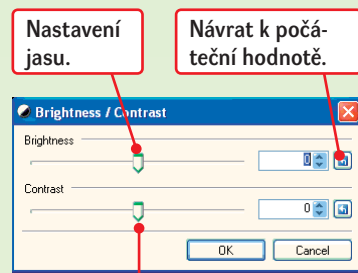 Nastavení
jasu.
Návrat k počá-
teční hodnotě.
Brightness / Contrast
Brightness
0
Contrast
0
OK
Cancel